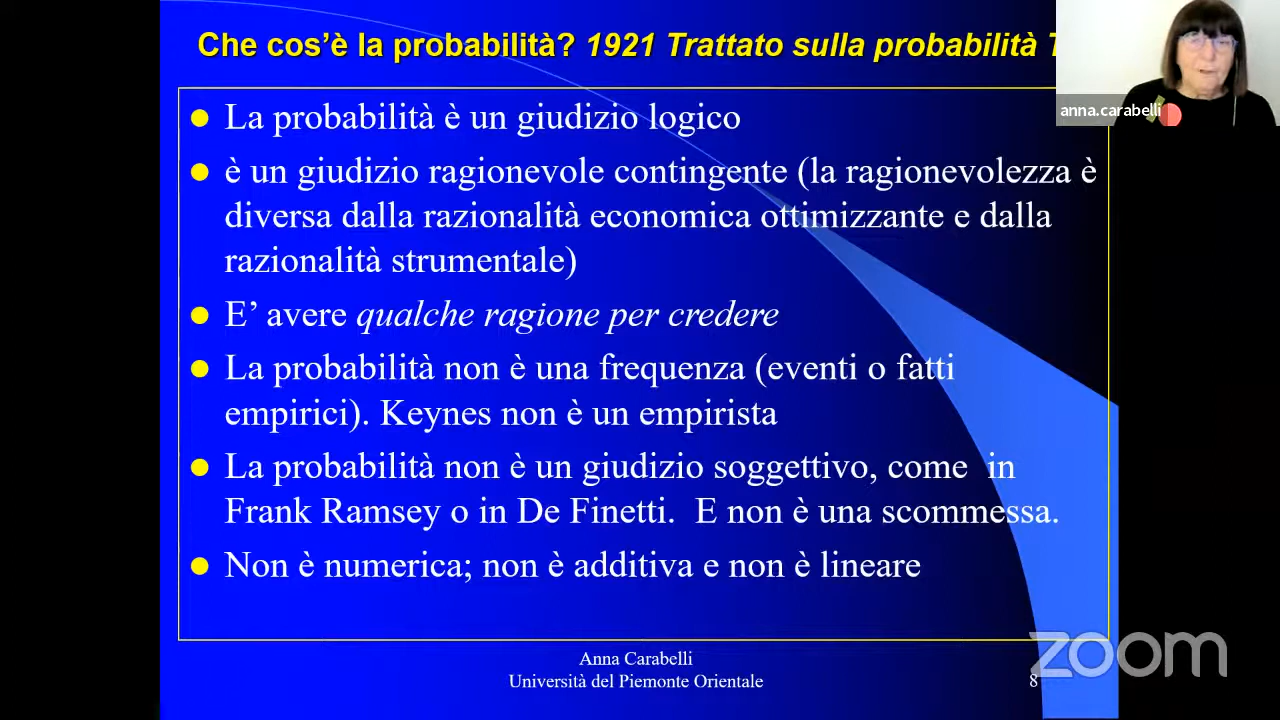 Che cos’è la probabilità? 1921 Trattato sulla probabilità T
anna.carabelli
La probabilità è un giudizio logico
è un giudizio ragionevole contingente (la ragionevolezza è
diversa dalla razionalità economica ottimizzante e dalla
razionalità strumentale)
E’ avere qualche ragione per credere
La probabilità non è una frequenza (eventi o fatti
empirici). Keynes non è un empirista
La probabilità non è un giudizio soggettivo, come  in
Frank Ramsey o in De Finetti.  E non è una scommessa.
Non è numerica; non è additiva e non è lineare
Anna Carabelli
Università del Piemonte Orientale
8
zoom